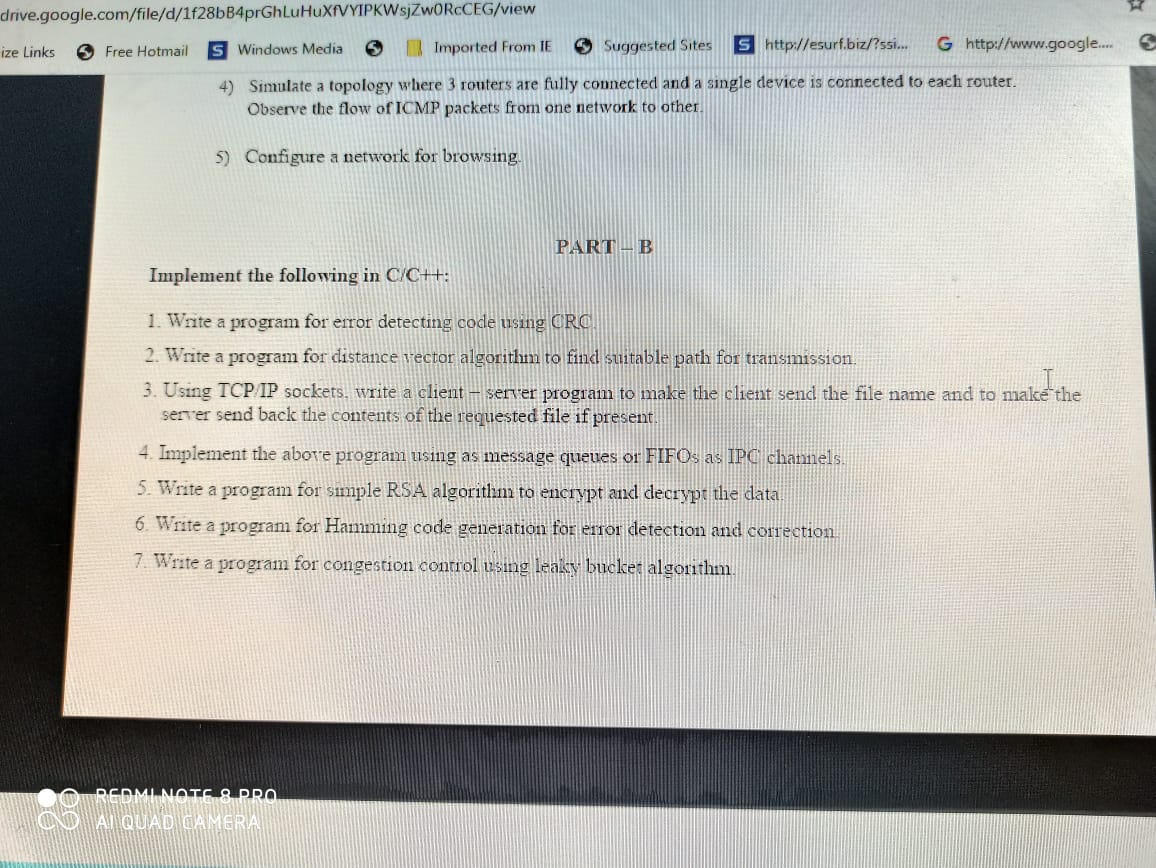 drive.google.com/file/d/1f28bB4prGhLuHuXfVYIPKWsjZw0RcCEG/view
ize Links Free Hotmail S Windows Media Imported From IE Suggested Sites S http://esurf.biz/?ssi... G http://www.google....
4) Simulate a topology where 3 routers are fully connected and a single device is connected to each router.
Observe the flow of ICMP packets from one network to other.
5) Configure a network for browsing.
PART – B
Implement the following in C/C++:
1. Write a program for error detecting code using CRC.
2. Write a program for distance vector algorithm to find suitable path for transmission.
3. Using TCP/IP sockets, write a client – server program to make the client send the file name and to make the
server send back the contents of the requested file if present.
4. Implement the above program using as message queues or FIFOs as IPC channels.
5. Write a program for simple RSA algorithm to encrypt and decrypt the data.
6. Write a program for Hamming code generation for error detection and correction.
7. Write a program for congestion control using leaky bucket algorithm.
REDMI NOTE 8 PRO
AI QUAD CAMERA